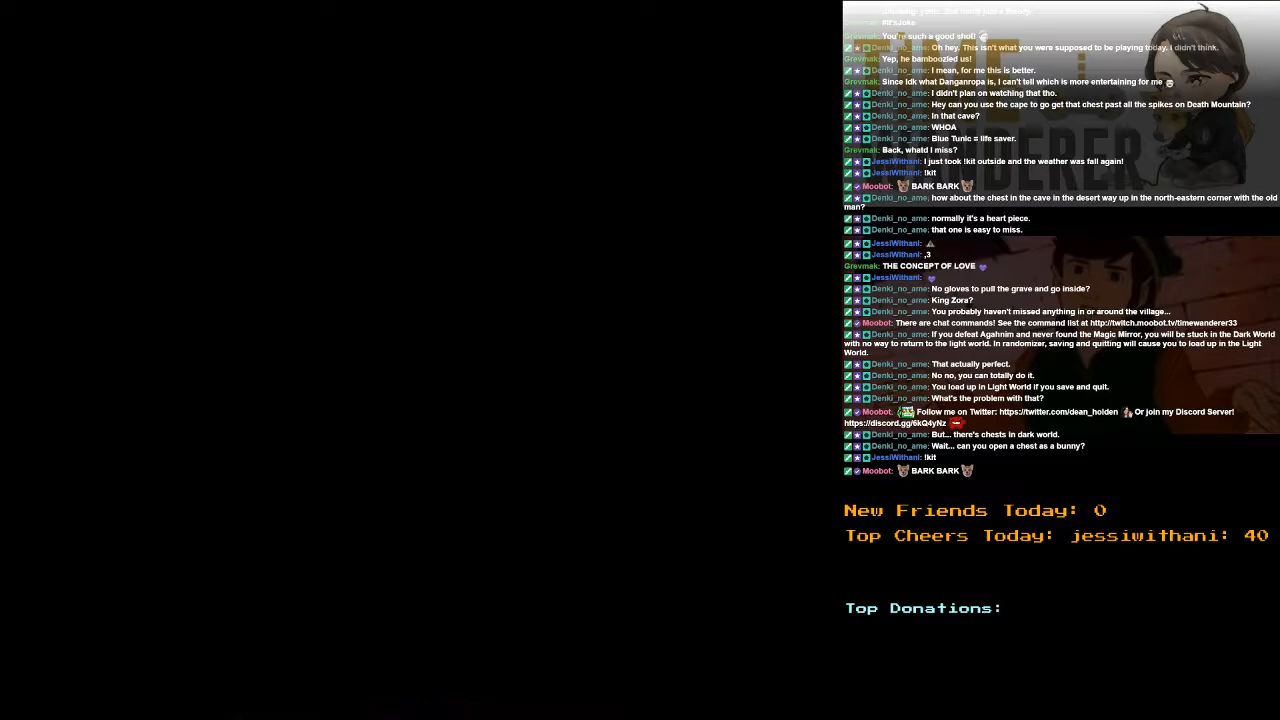 #ItsJoke
Grevmak: You're such a good shot!
Denki_no_ame: Oh hey. This isn't what you were supposed to be playing today. I didn't think.
Grevmak: Yep, he bamboozled us!
Denki_no_ame: I mean, for me this is better.
Grevmak: Since Idk what Danganropa is, I can't tell which is more entertaining for me
Denki_no_ame: I didn't plan on watching that tho.
Denki_no_ame: Hey can you use the cape to go get that chest past all the spikes on Death Mountain?
Denki_no_ame: In that cave?
Denki_no_ame: WHOA
Denki_no_ame: Blue Tunic = life saver.
Grevmak: Back, whatd I miss?
JessiWithani: I just took !kit outside and the weather was fall again!
JessiWithani: !kit
Moobot: BARK BARK
Denki_no_ame: how about the chest in the cave in the desert way up in the north-eastern corner with the old
man?
Denki_no_ame: normally it's a heart piece.
Denki_no_ame: that one is easy to miss.
JessiWithani:
JessiWithani: ,3
Grevmak: THE CONCEPT OF LOVE
JessiWithani:
Denki_no_ame: No gloves to pull the grave and go inside?
Denki_no_ame: King Zora?
Denki_no_ame: You probably haven't missed anything in or around the village...
Moobot: There are chat commands! See the command list at http://twitch.moobot.tv/timewanderer33
Denki_no_ame: If you defeat Agahnim and never found the Magic Mirror, you will be stuck in the Dark World
with no way to return to the light world. In randomizer, saving and quitting will cause you to load up in the Light
World.
Denki_no_ame: That actually perfect.
Denki_no_ame: No no, you can totally do it.
Denki_no_ame: You load up in Light World if you save and quit.
Denki_no_ame: What's the problem with that?
Moobot: Follow me on Twitter: https://twitter.com/dean_holden Or join my Discord Server!
https://discord.gg/6kQ4yNz
Denki_no_ame: But... there's chests in dark world.
Denki_no_ame: Wait... can you open a chest as a bunny?
JessiWithani: !kit
Moobot: BARK BARK
New Friends Today: 0
Top Cheers Today: jessiwithani: 40
Top Donations: